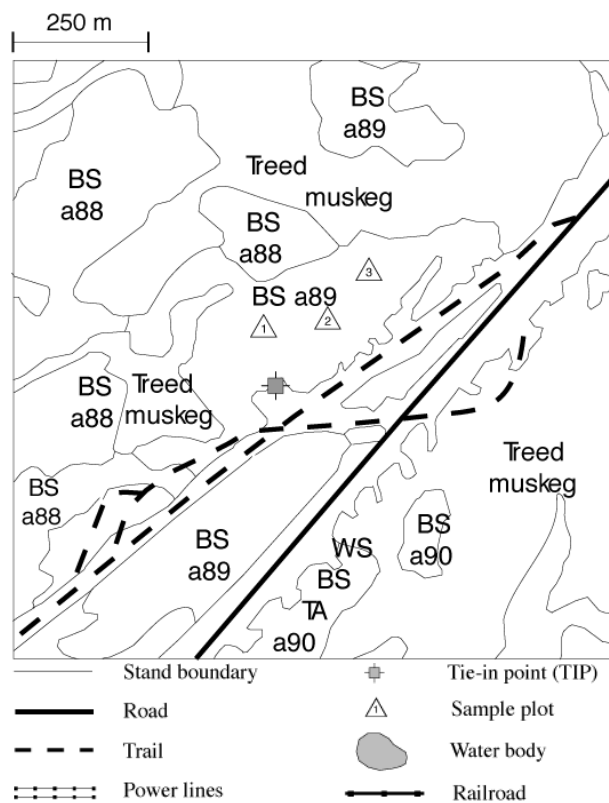 250 m
BS
a89
Treed
muskeg
BS
a88
BS
a88
3
BS a89
1
2
BS
a88
Treed
muskeg
Treed
muskeg
BS
a88
BS
a89
WS
BS
TA
a90
BS
a90
Stand boundary
Tie-in point (TIP)
Road
1
Sample plot
Trail
Water body
Power lines
Railroad